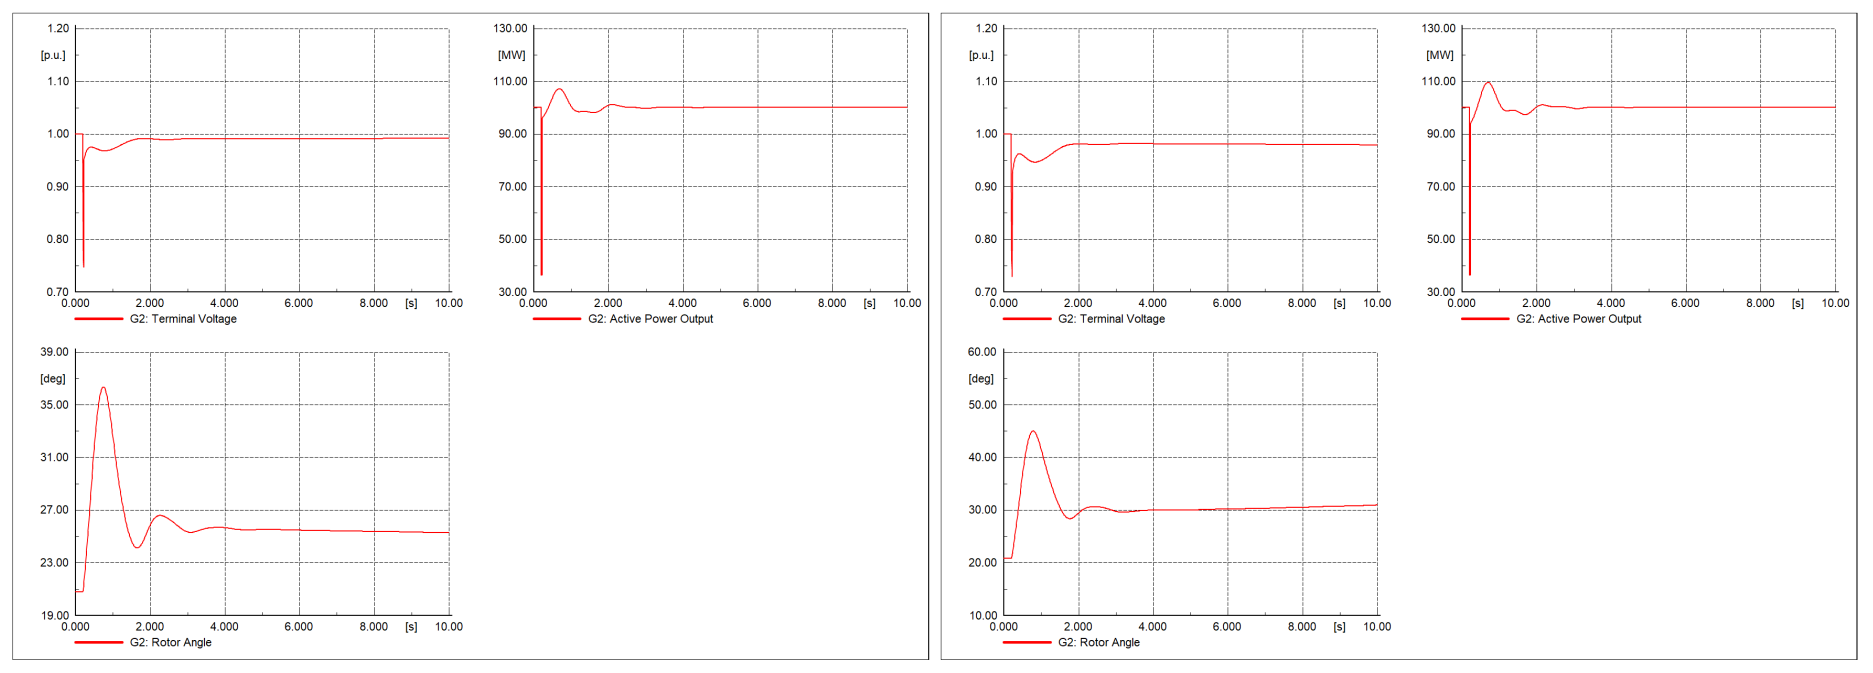 1.20
[p.u.]
1.10
1.00
0.90
0.80
0.70
0.000 2.000 4.000 6.000 8.000 [s] 10.00
G2: Terminal Voltage
130.00
[MW]
110.00
90.00
70.00
50.00
30.00
0.000 2.000 4.000 6.000 8.000 [s] 10.00
G2: Active Power Output
39.00
[deg]
35.00
31.00
27.00
23.00
19.00
0.000 2.000 4.000 6.000 8.000 [s] 10.00
G2: Rotor Angle
1.20
[p.u.]
1.10
1.00
0.90
0.80
0.70
0.000 2.000 4.000 6.000 8.000 [s] 10.00
G2: Terminal Voltage
130.00
[MW]
110.00
90.00
70.00
50.00
30.00
0.000 2.000 4.000 6.000 8.000 [s] 10.00
G2: Active Power Output
60.00
[deg]
50.00
40.00
30.00
20.00
10.00
0.000 2.000 4.000 6.000 8.000 [s] 10.00
G2: Rotor Angle